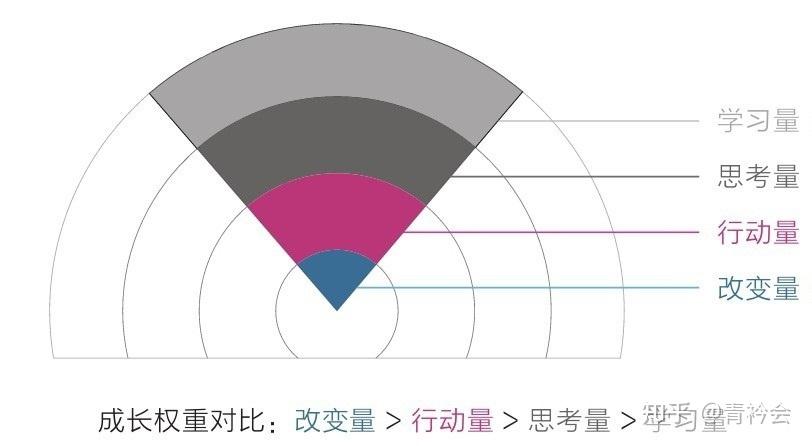 学习量
思考量
行动量
改变量
成长权重对比：改变量 > 行动量 > 思考量 > 学习量
知乎 @青衿会